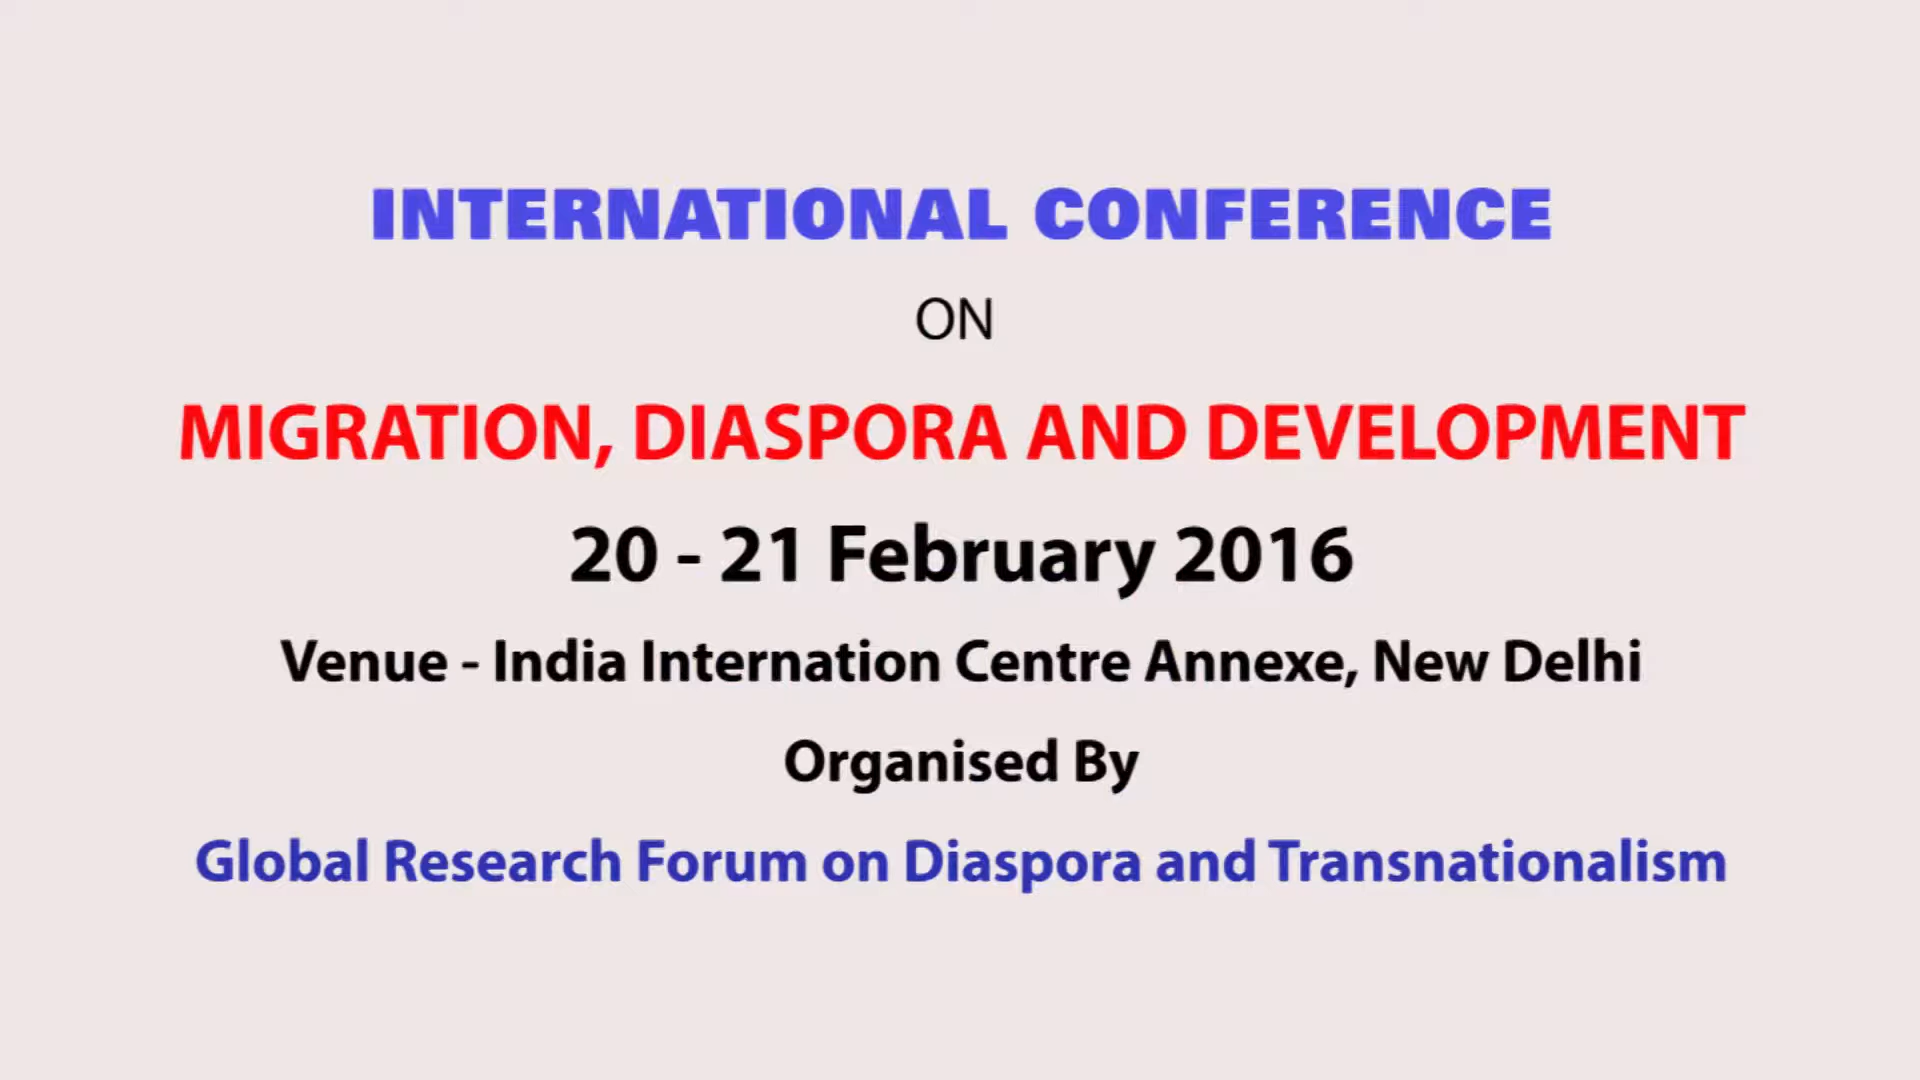 INTERNATIONAL CONFERENCE
ON
MIGRATION, DIASPORA AND DEVELOPMENT
20 - 21 February 2016
Venue - India Internation Centre Annexe, New Delhi
Organised By
Global Research Forum on Diaspora and Transnationalism